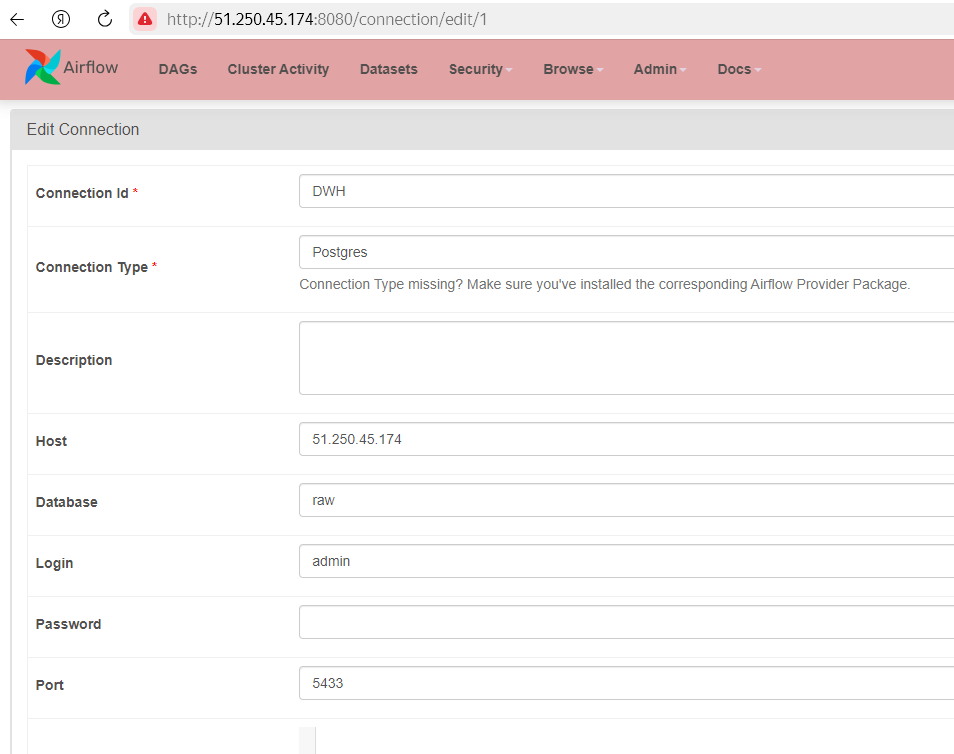 Я http://51.250.45.174:8080/connection/edit/1
Airflow DAGs Cluster Activity Datasets Security Browse Admin Docs
Edit Connection
Connection Id * DWH
Connection Type * Postgres
Connection Type missing? Make sure you've installed the corresponding Airflow Provider Package.
Description
Host 51.250.45.174
Database raw
Login admin
Password
Port 5433